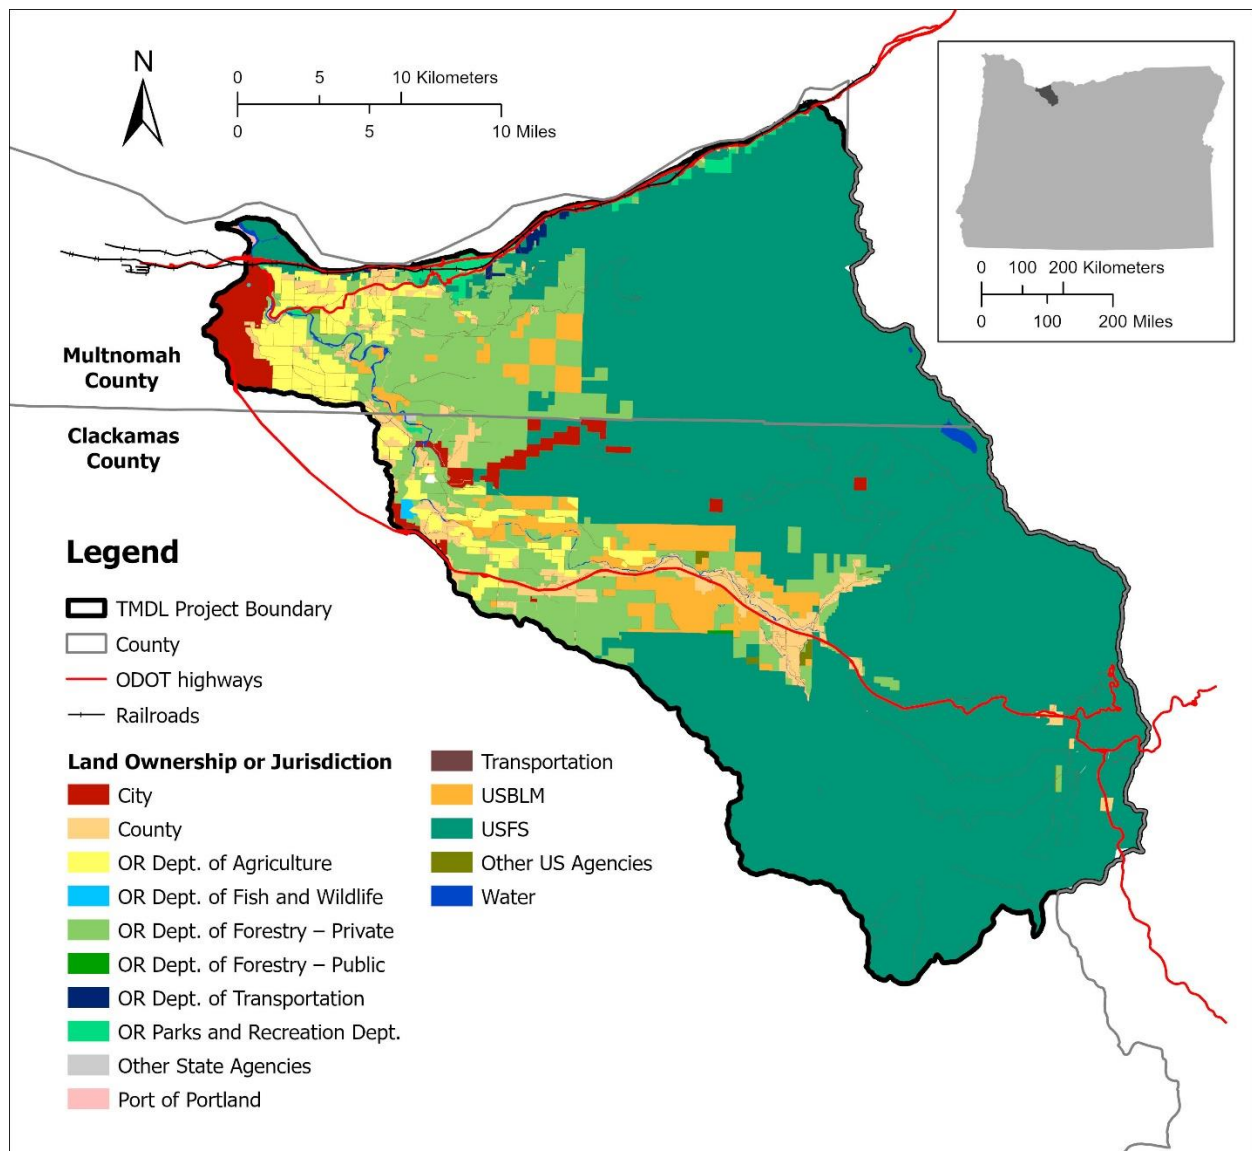 N
0 5 10 Kilometers
0 5 10 Miles
0 100 200 Kilometers
0 100 200 Miles
Multnomah
County
Clackamas
County
Legend
TMDL Project Boundary
County
ODOT highways
Railroads
Land Ownership or Jurisdiction
City
County
OR Dept. of Agriculture
OR Dept. of Fish and Wildlife
OR Dept. of Forestry – Private
OR Dept. of Forestry – Public
OR Dept. of Transportation
OR Parks and Recreation Dept.
Other State Agencies
Port of Portland
Transportation
USBLM
USFS
Other US Agencies
Water